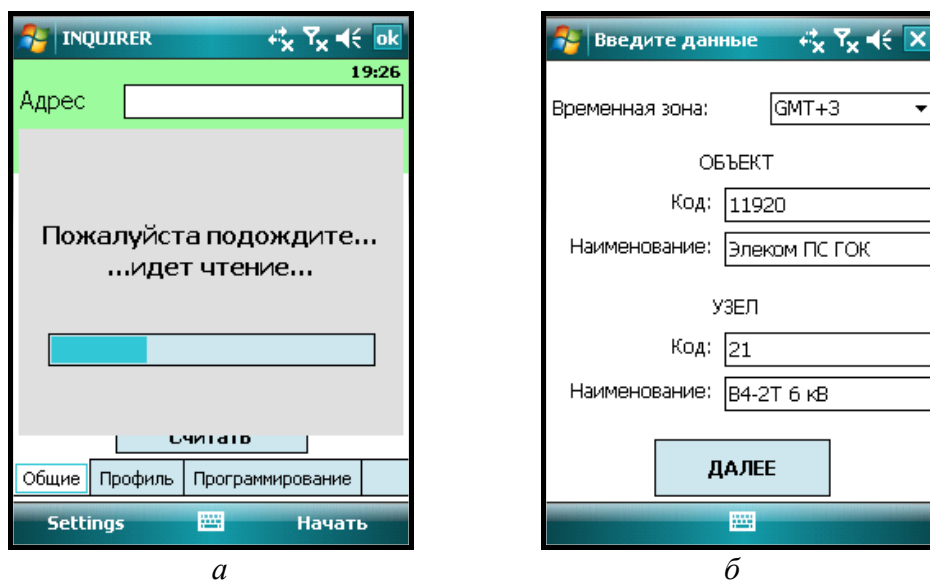 INQUIRER ok
19:26
Адрес
Пожалуйста подождите...
...идет чтение...
Считать
Общие Профиль Программирование
Settings Начать
а
Введите данные
Временная зона: GMT+3
ОБЪЕКТ
Код: 11920
Наименование: Элеком ПС ГОК
УЗЕЛ
Код: 21
Наименование: В4-2Т 6 кВ
ДАЛЕЕ
б